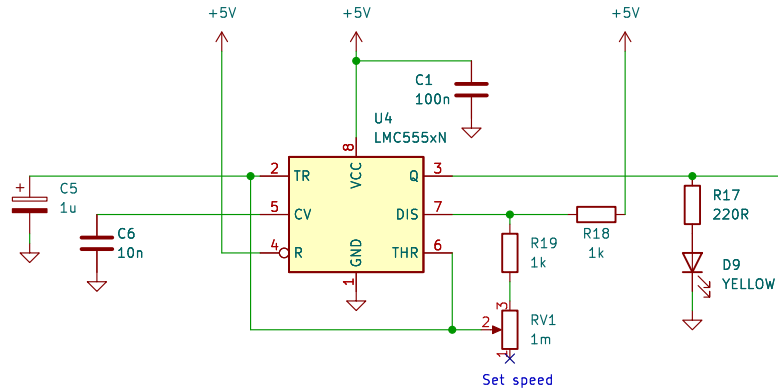 +5V
+5V
+5V
C1
100n
U4
LMC555xN
8
VCC
+
C5
1u
2
TR
Q
3
R17
220R
5
CV
DIS
7
C6
10n
R19
1k
R18
1k
4
R
GND
THR
6
D9
YELLOW
1
3
2
RV1
1m
1
Set speed